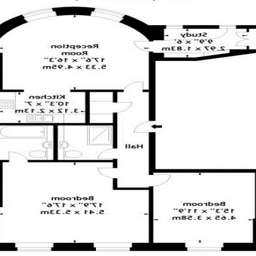 Study
9'9" x 6'
2.97 x 1.83m
Reception
Room
17'6" x 16'3"
5.33 x 4.95m
Kitchen
10'3" x 7'
3.12 x 2.13m
Hall
Bedroom
17'9" x 17'6"
5.41 x 5.33m
Bedroom
15'3" x 11'9"
4.65 x 3.58m